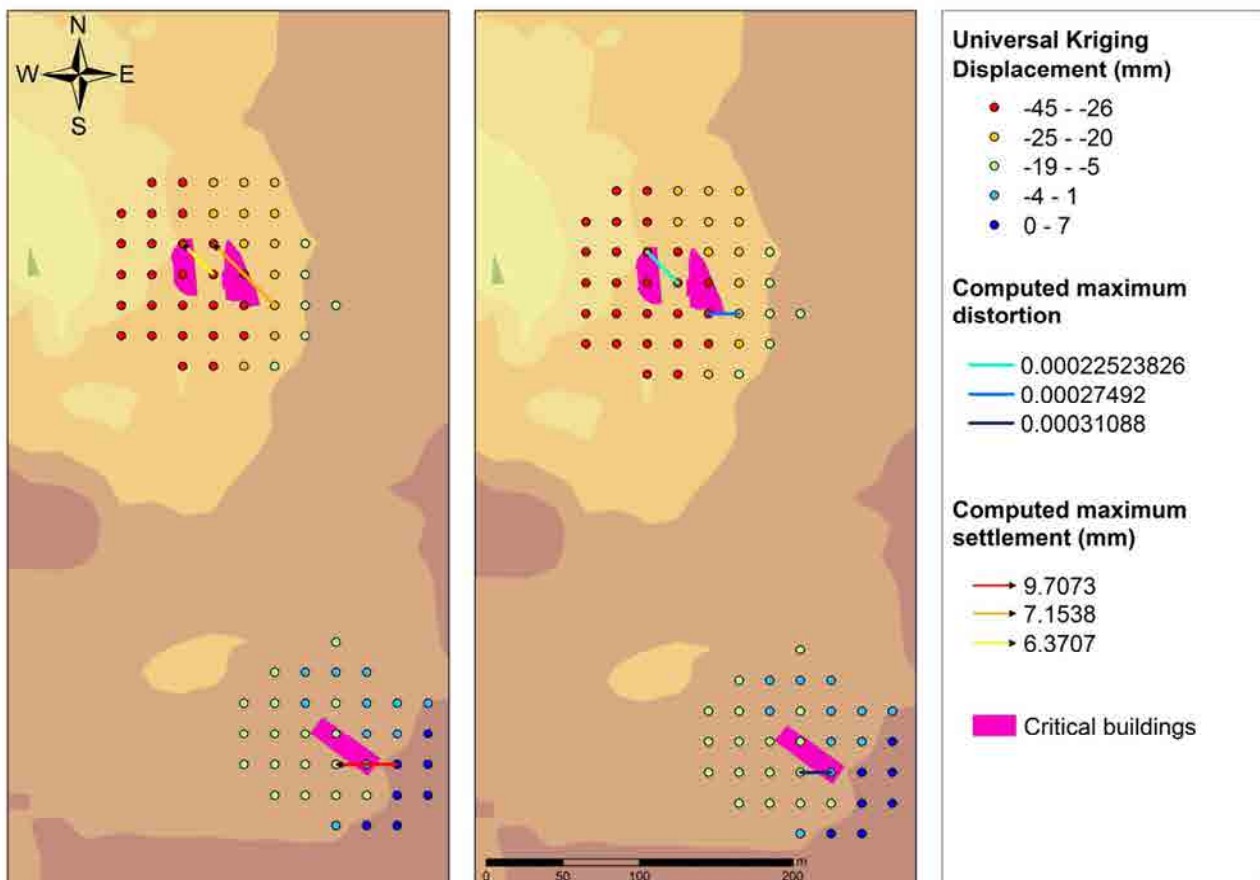 N
W E
S
Universal Kriging
Displacement (mm)
-45 - -26
-25 - -20
-19 - -5
-4 - 1
0 - 7
Computed maximum
distortion
0.00022523826
0.00027492
0.00031088
Computed maximum
settlement (mm)
9.7073
7.1538
6.3707
Critical buildings
m
0 50 100 200